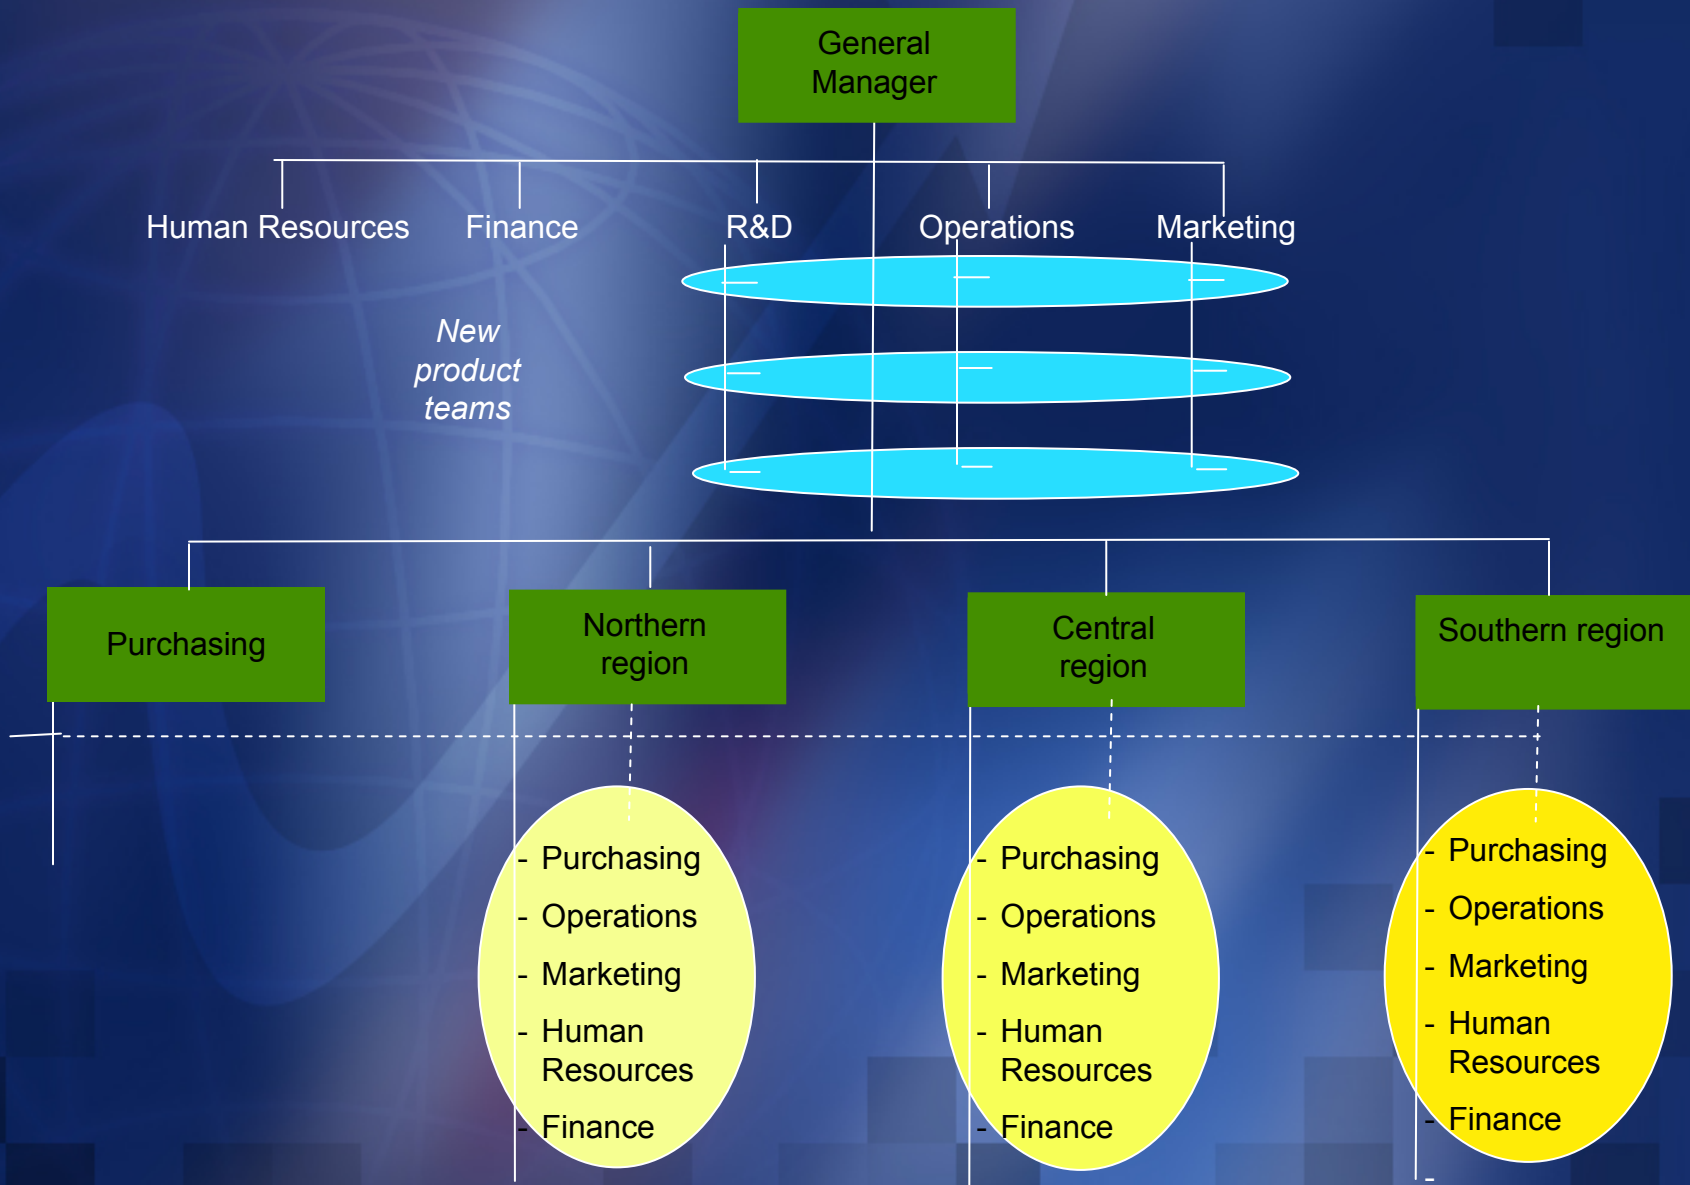 General
Manager
Human Resources
Finance
R&D
Operations
Marketing
New
product
teams
Purchasing
Northern
region
Central
region
Southern region
- Purchasing
- Operations
- Marketing
- Human
Resources
- Finance
- Purchasing
- Operations
- Marketing
- Human
Resources
- Finance
- Purchasing
- Operations
- Marketing
- Human
Resources
- Finance
-